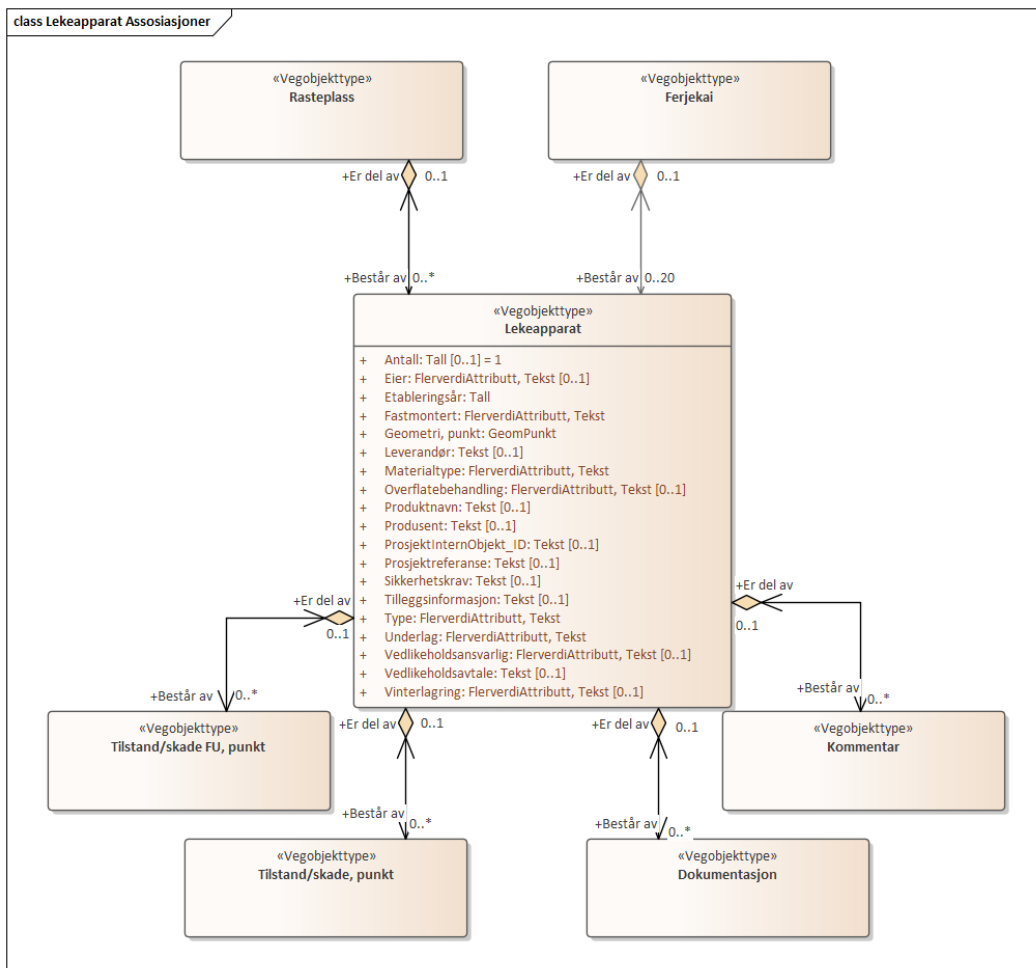 class Lekeapparat Assosiasjoner
«Vegobjekttype»
Rasteplass
«Vegobjekttype»
Ferjekai
+Er del av 0..1
+Er del av 0..1
+Består av 0..*
+Består av 0..20
«Vegobjekttype»
Lekeapparat
+ Antall: Tall [0..1] = 1
+ Eier: FlerverdiAttributt, Tekst [0..1]
+ Etableringsår: Tall
+ Fastmontert: FlerverdiAttributt, Tekst
+ Geometri, punkt: GeomPunkt
+ Leverandør: Tekst [0..1]
+ Materialtype: FlerverdiAttributt, Tekst
+ Overflatebehandling: FlerverdiAttributt, Tekst [0..1]
+ Produktnavn: Tekst [0..1]
+ Produsent: Tekst [0..1]
+ ProsjektInternObjekt_ID: Tekst [0..1]
+ Prosjektreferanse: Tekst [0..1]
+ Sikkerhetskrav: Tekst [0..1]
+ Tilleggsinformasjon: Tekst [0..1]
+ Type: FlerverdiAttributt, Tekst
+ Underlag: FlerverdiAttributt, Tekst
+ Vedlikeholdsansvarlig: FlerverdiAttributt, Tekst [0..1]
+ Vedlikeholdsavtale: Tekst [0..1]
+ Vinterlagring: FlerverdiAttributt, Tekst [0..1]
+Er del av
0..1
+Er del av
0..1
+Består av 0..*
+Består av
0..*
+Er del av 0..1
+Er del av 0..1
«Vegobjekttype»
Tilstand/skade FU, punkt
«Vegobjekttype»
Kommentar
+Består av
0..*
+Består av
0..*
«Vegobjekttype»
Tilstand/skade, punkt
«Vegobjekttype»
Dokumentasjon